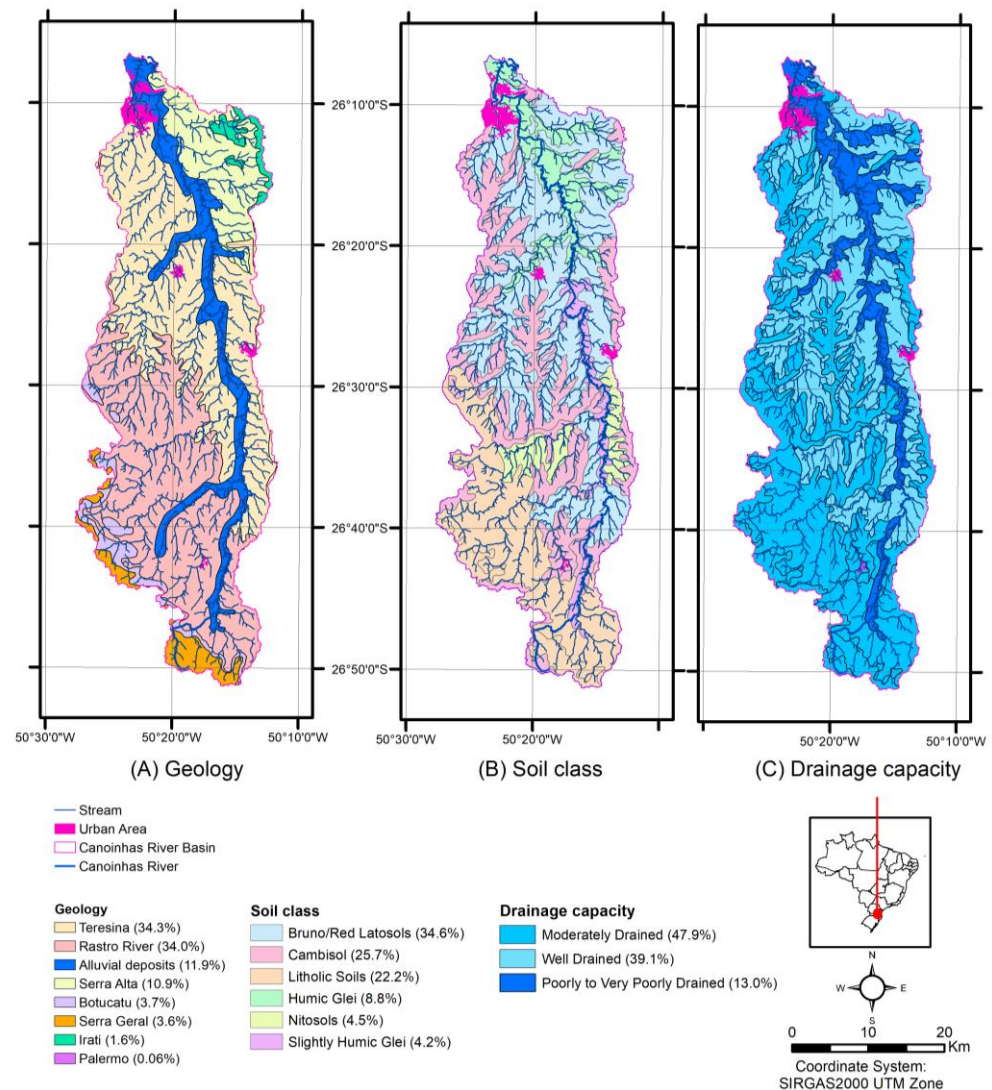 26°10'0"S
26°20'0"S
26°30'0"S
26°40'0"S
26°50'0"S
50°30'0"W
50°20'0"W
50°10'0"W
50°20'0"W
50°20'0"W
50°10'0"W
(A) Geology
(B) Soil class
(C) Drainage capacity
Stream
Urban Area
Canoinhas River Basin
Canoinhas River
Geology
Teresina (34.3%)
Rastro River (34.0%)
Alluvial deposits (11.9%)
Serra Alta (10.9%)
Botucatu (3.7%)
Serra Geral (3.6%)
Irati (1.6%)
Palermo (0.06%)
Soil class
Bruno/Red Latosols (34.6%)
Cambisol (25.7%)
Litholic Soils (22.2%)
Humic Glei (8.8%)
Nitosols (4.5%)
Slightly Humic Glei (4.2%)
Drainage capacity
Moderately Drained (47.9%)
Well Drained (39.1%)
Poorly to Very Poorly Drained (13.0%)
N
W E
S
0 10 20
Km
Coordinate System:
SIRGAS2000 UTM Zone